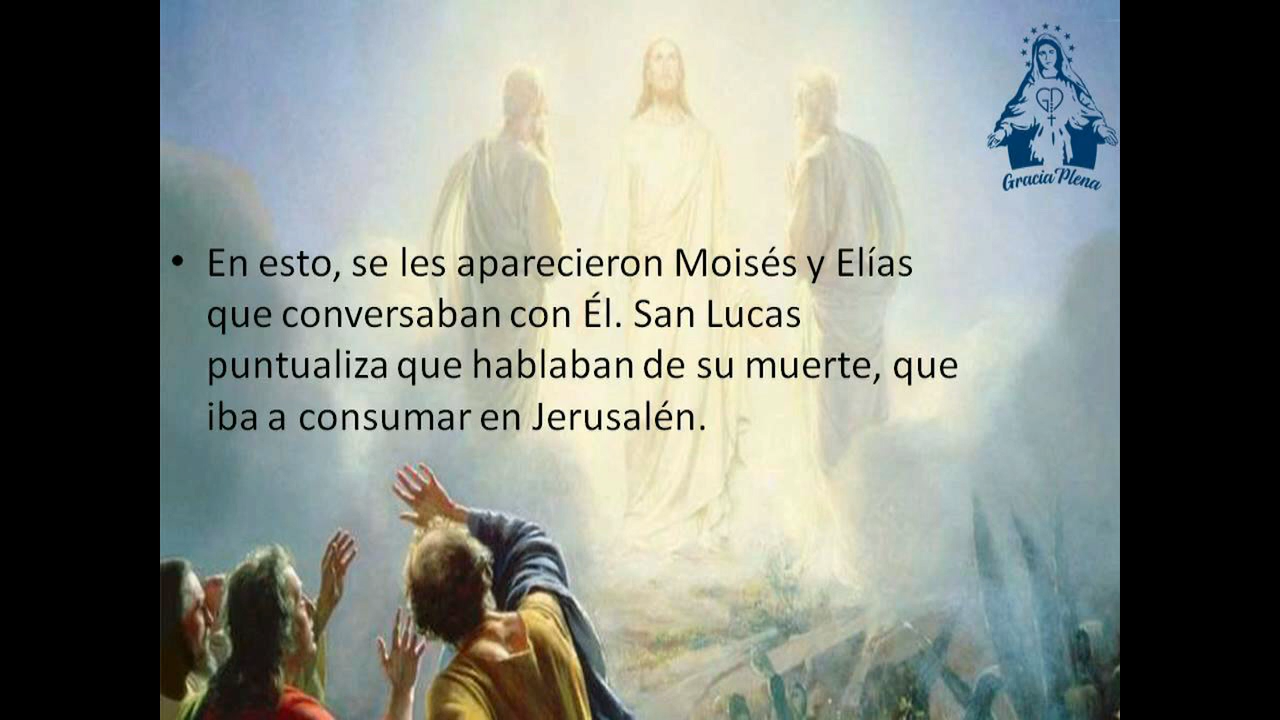 Gracia Plena
• En esto, se les aparecieron Moisés y Elías
que conversaban con Él. San Lucas
puntualiza que hablaban de su muerte, que
iba a consumar en Jerusalén.